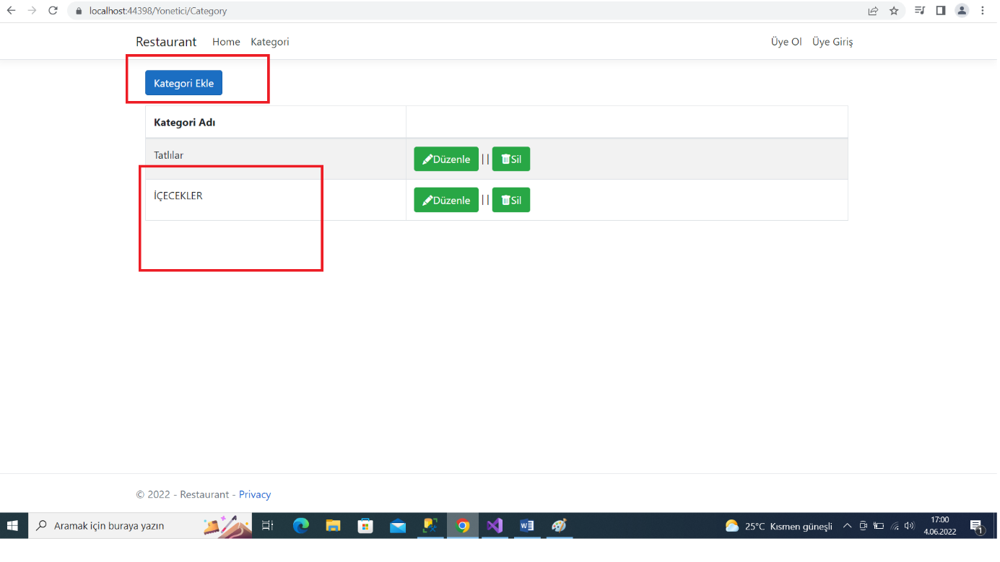 localhost:44398/Yonetici/Category
Restaurant Home Kategori Üye Ol Üye Giriş
Kategori Ekle
Kategori Adı
Tatlılar Düzenle || Sil
İÇECEKLER Düzenle || Sil
© 2022 - Restaurant - Privacy
Aramak için buraya yazın 25°C Kısmen güneşli 17:00
4.06.2022 1